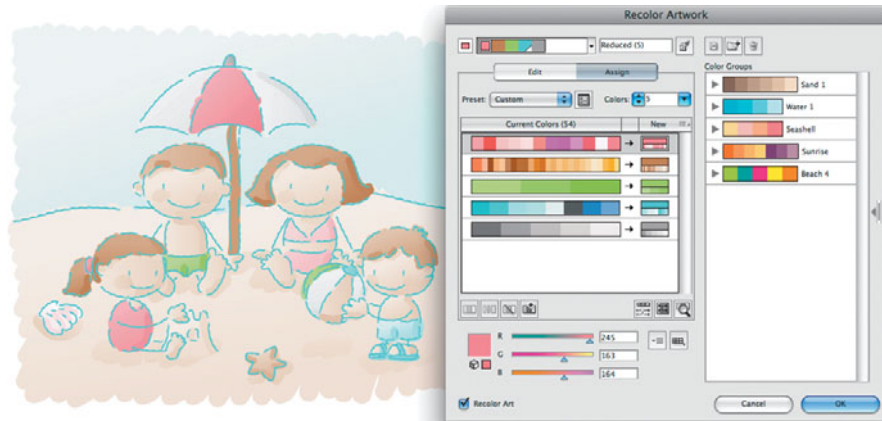 Recolor Artwork
Reduced (5)
Edit
Assign
Preset:
Custom
Colors:
5
Current Colors (54)
New
R
245
G
163
B
164
Recolor Art
Color Groups
Sand 1
Water 1
Seashell
Sunrise
Beach 4
Cancel
OK